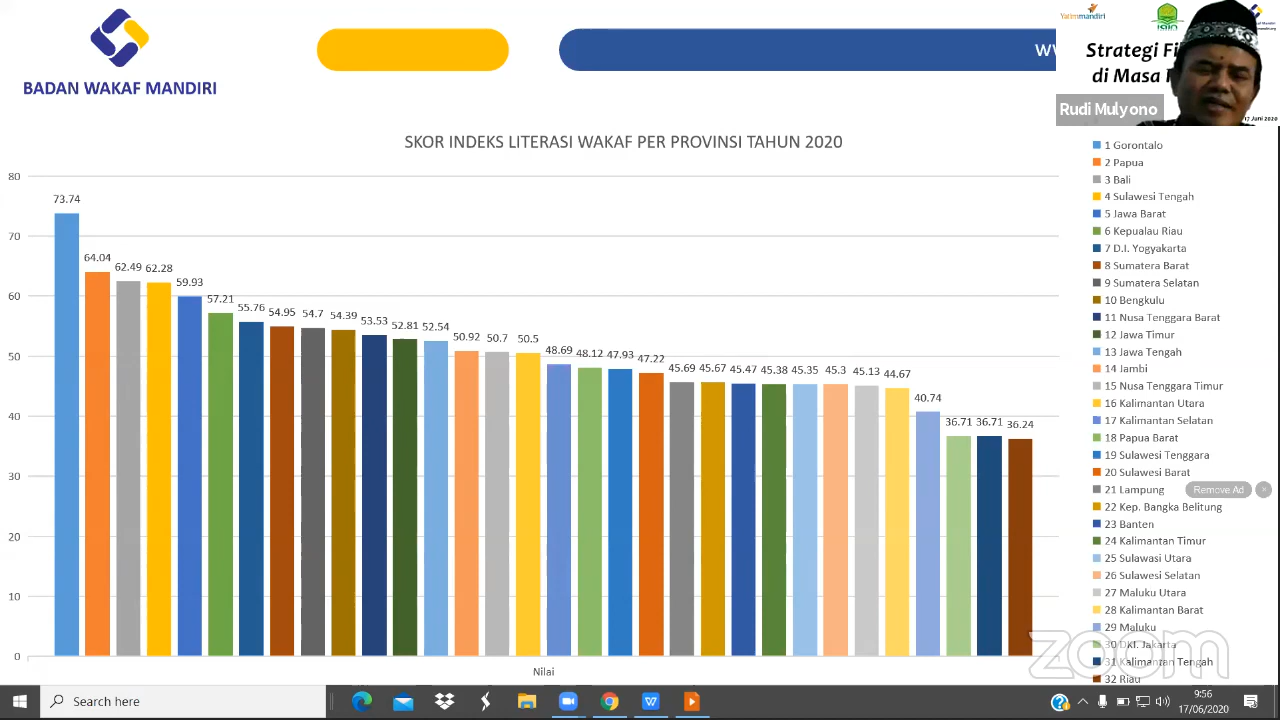 BADAN WAKAF MANDIRI
Yatim mandiri
Strategi
di Masa
Rudi Mulyono
17 Juni 2020
SKOR INDEKS LITERASI WAKAF PER PROVINSI TAHUN 2020
80
70
60
50
40
30
20
10
0
73.74
64.04
62.49
62.28
59.93
57.21
55.76
54.95
54.7
54.39
53.53
52.81
52.54
50.92
50.7
50.5
48.69
48.12
47.93
47.22
45.69
45.67
45.47
45.38
45.35
45.3
45.13
44.67
40.74
36.71
36.71
36.24
Nilai
1 Gorontalo
2 Papua
3 Bali
4 Sulawesi Tengah
5 Jawa Barat
6 Kepualau Riau
7 D.I. Yogyakarta
8 Sumatera Barat
9 Sumatera Selatan
10 Bengkulu
11 Nusa Tenggara Barat
12 Jawa Timur
13 Jawa Tengah
14 Jambi
15 Nusa Tenggara Timur
16 Kalimantan Utara
17 Kalimantan Selatan
18 Papua Barat
19 Sulawesi Tenggara
20 Sulawesi Barat
21 Lampung
Remove Ad
22 Kep. Bangka Belitung
23 Banten
24 Kalimantan Timur
25 Sulawasi Utara
26 Sulawesi Selatan
27 Maluku Utara
28 Kalimantan Barat
29 Maluku
30 DKI. Jakarta
31 Kalimantan Tengah
32 Riau
zoom
Search here
9:56
17/06/2020